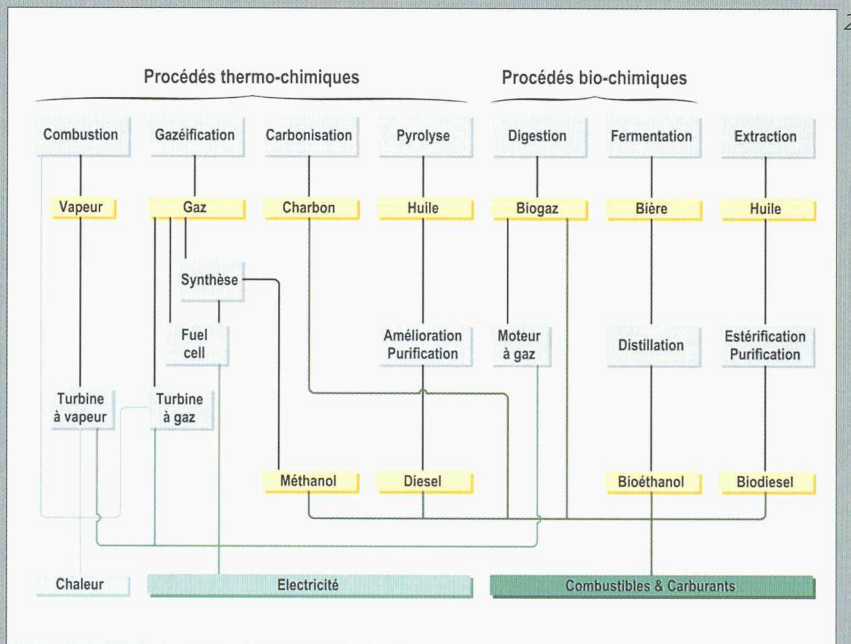 2
Procédés thermo-chimiques
Procédés bio-chimiques
Combustion
Gazéification
Carbonisation
Pyrolyse
Digestion
Fermentation
Extraction
Vapeur
Gaz
Charbon
Huile
Biogaz
Bière
Huile
Synthèse
Fuel
cell
Amélioration
Purification
Moteur
à gaz
Distillation
Estérification
Purification
Turbine
à vapeur
Turbine
à gaz
Méthanol
Diesel
Bioéthanol
Biodiesel
Chaleur
Electricité
Combustibles & Carburants